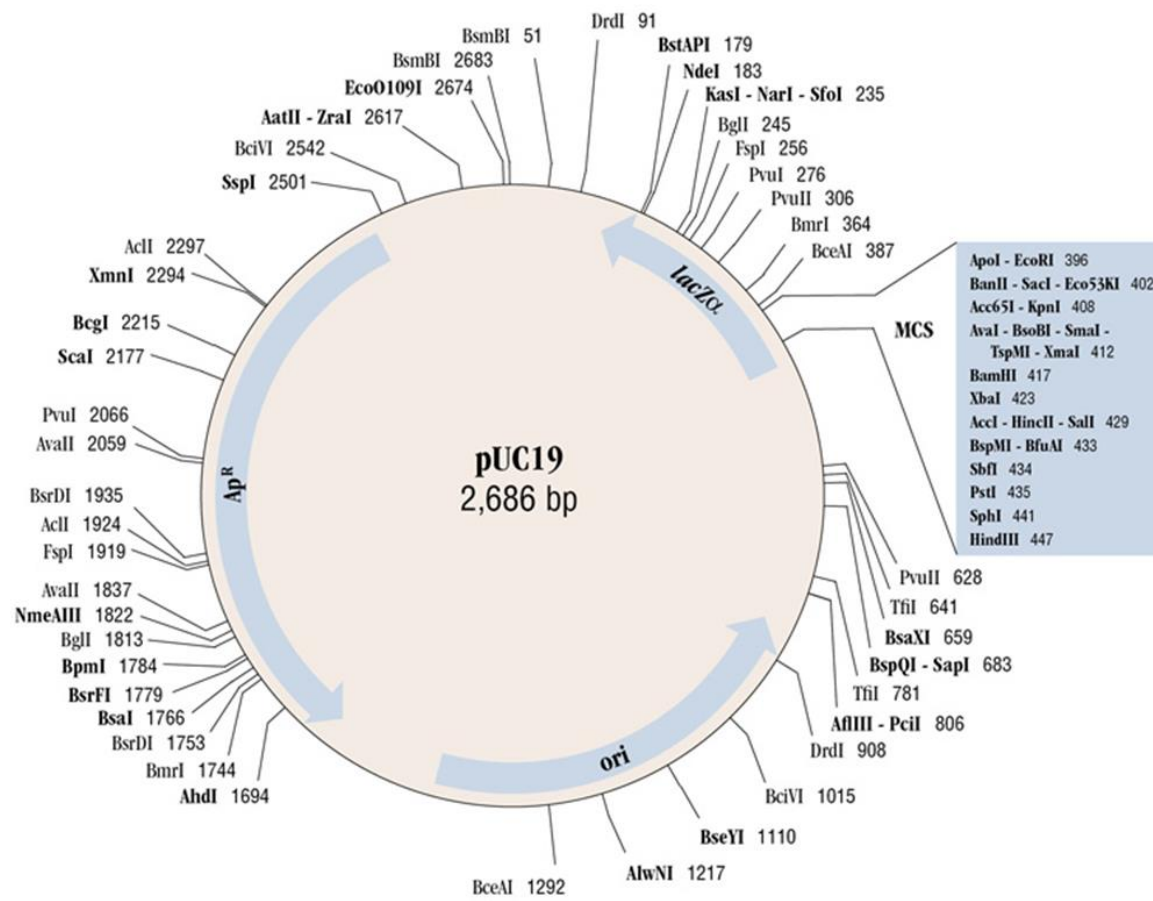 BsmBI 51
DrdI 91
BstAPI 179
NdeI 183
KasI - NarI - SfoI 235
BglI 245
FspI 256
PvuI 276
PvuII 306
BmrI 364
BceAI 387
MCS
ApoI - EcoRI 396
BanII - SacI - Eco53KI 402
Acc65I - KpnI 408
AvaI - BsoBI - SmaI -
TspMI - XmaI 412
BamHI 417
XbaI 423
AccI - HincII - SalI 429
BspMI - BfuAI 433
SbfI 434
PstI 435
SphI 441
HindIII 447
PvuII 628
TfiI 641
BsaXI 659
BspQI - SapI 683
TfiI 781
AflIII - PciI 806
DrdI 908
BciVI 1015
BseYI 1110
AlwNI 1217
BceAI 1292
AhdI 1694
BmrI 1744
BsrDI 1753
BsaI 1766
BsrFI 1779
BpmI 1784
BglI 1813
NmeAIII 1822
AvaII 1837
FspI 1919
AclI 1924
BsrDI 1935
AvaII 2059
PvuI 2066
ScaI 2177
BcgI 2215
XmnI 2294
AclI 2297
SspI 2501
BciVI 2542
AatII - ZraI 2617
EcoO109I 2674
BsmBI 2683
lacZα
ApR
ori
pUC19
2,686 bp